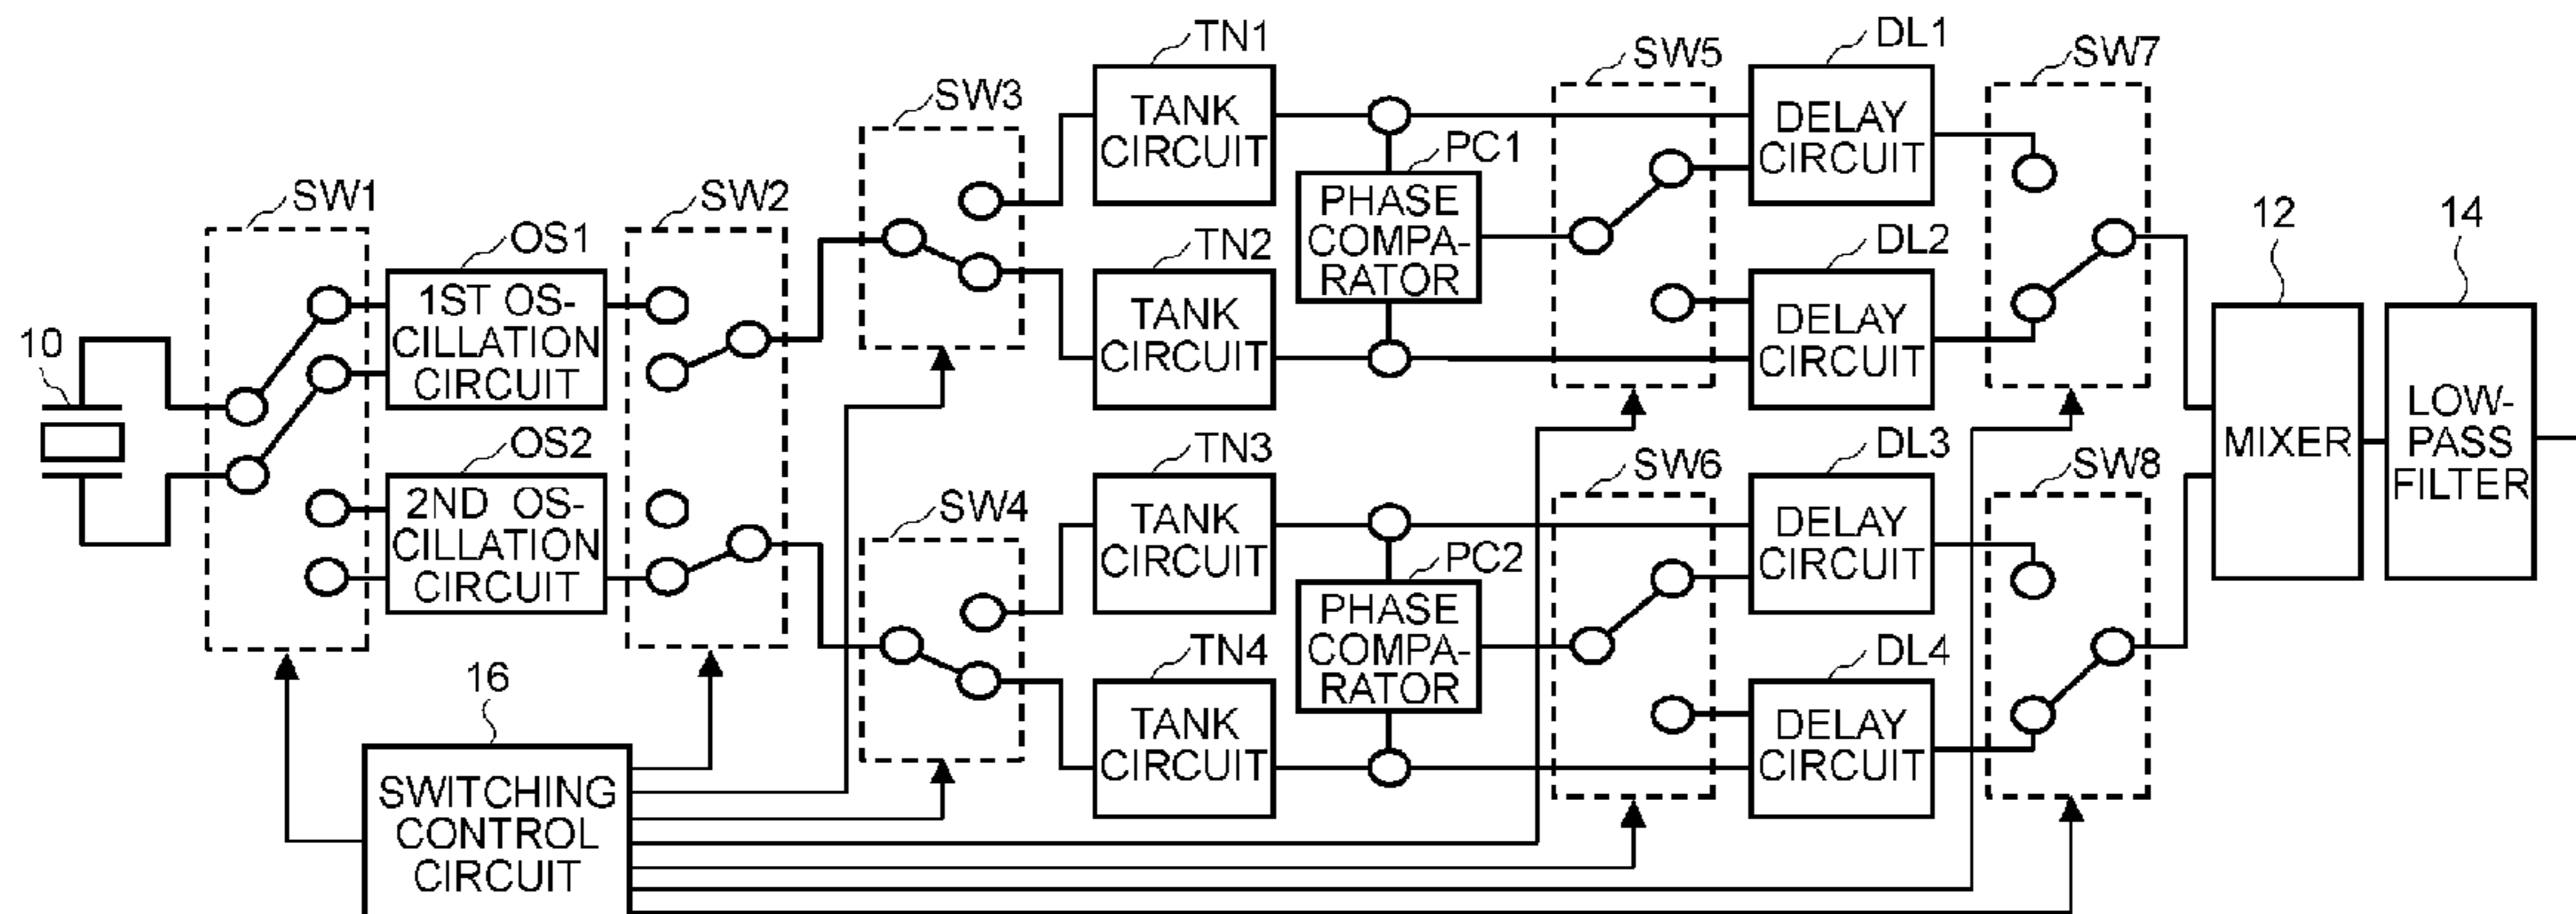 TN1
DL1
SW5
SW7
SW3
TANK
CIRCUIT
DELAY
CIRCUIT
PC1
SW1
SW2
PHASE
COMPA-
RATOR
12
14
OS1
TN2
DL2
1ST OS-
CILLATION
CIRCUIT
TANK
CIRCUIT
DELAY
CIRCUIT
10
LOW-
PASS
FILTER
MIXER
OS2
TN3
DL3
SW6
SW8
2ND OS-
CILLATION
CIRCUIT
SW4
TANK
CIRCUIT
DELAY
CIRCUIT
PC2
PHASE
COMPA-
RATOR
16
TN4
DL4
TANK
CIRCUIT
DELAY
CIRCUIT
SWITCHING
CONTROL
CIRCUIT